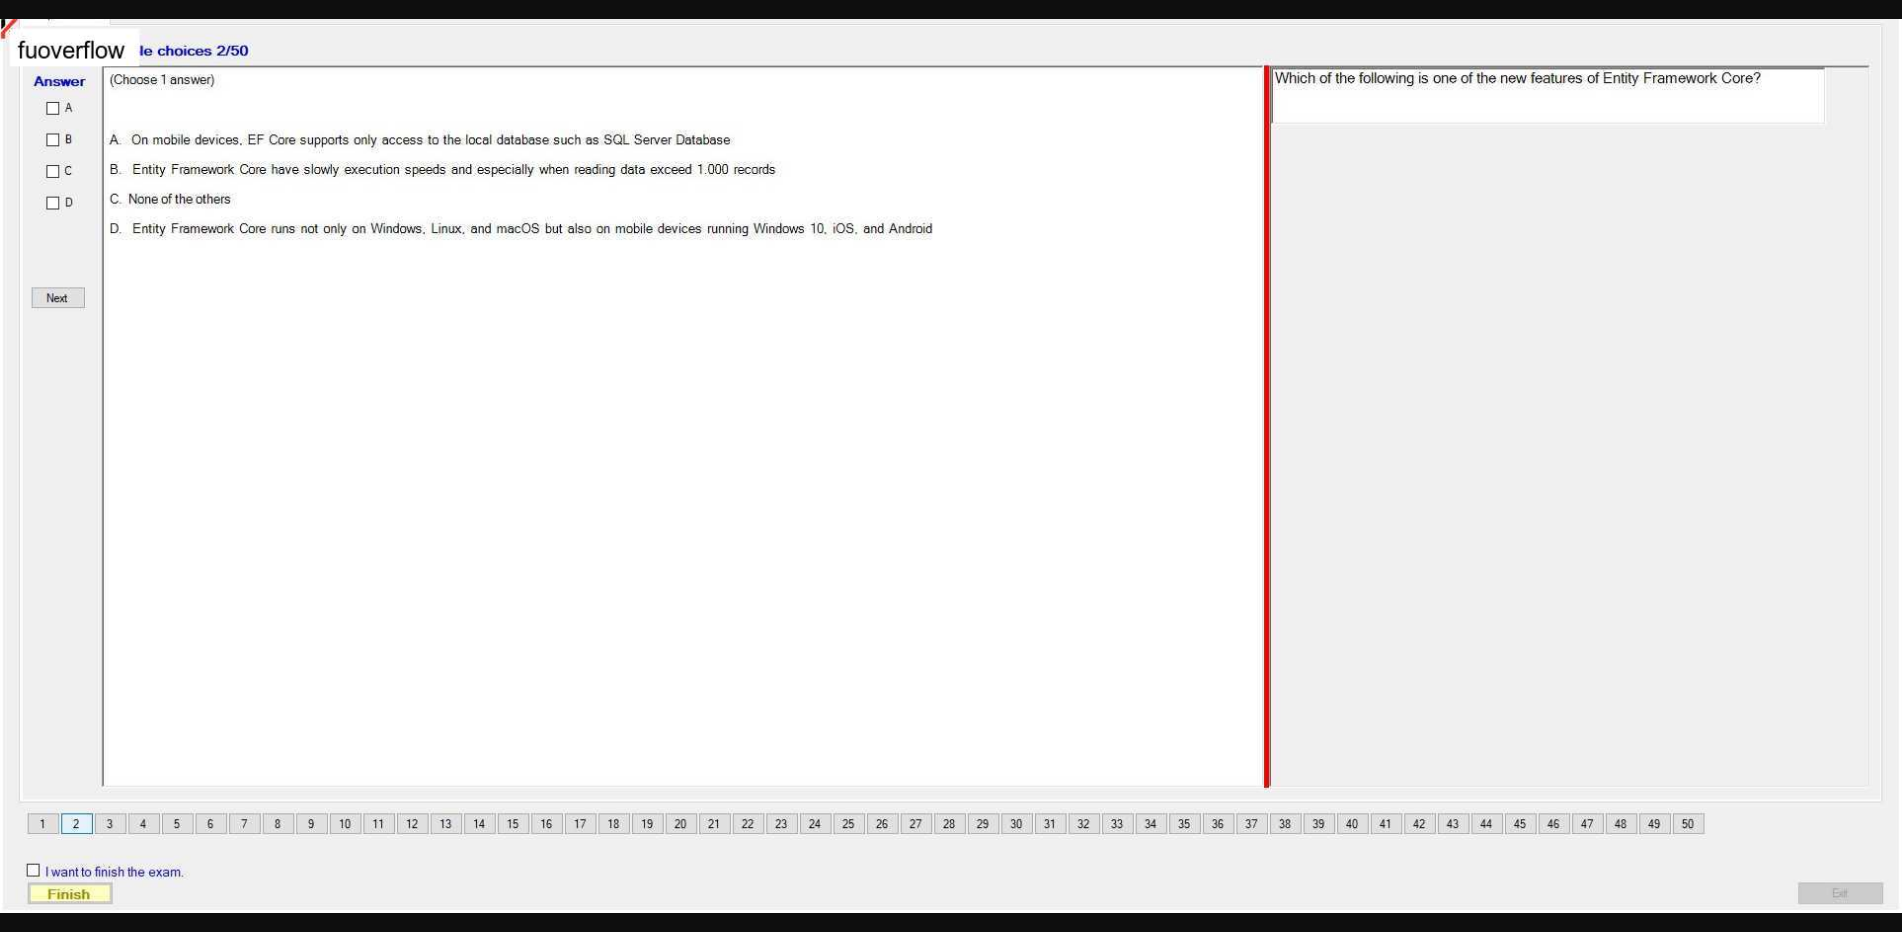 fuoverflow le choices 2/50
Answer
(Choose 1 answer)
Which of the following is one of the new features of Entity Framework Core?
A
B
C
D
A. On mobile devices, EF Core supports only access to the local database such as SQL Server Database
B. Entity Framework Core have slowly execution speeds and especially when reading data exceed 1.000 records
C. None of the others
D. Entity Framework Core runs not only on Windows, Linux, and macOS but also on mobile devices running Windows 10, iOS, and Android
Next
1 2 3 4 5 6 7 8 9 10 11 12 13 14 15 16 17 18 19 20 21 22 23 24 25 26 27 28 29 30 31 32 33 34 35 36 37 38 39 40 41 42 43 44 45 46 47 48 49 50
I want to finish the exam.
Finish
Exit